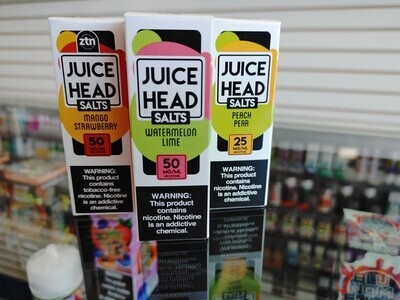 ztn
JUICE
HEAD
SALTS
MANGO
STRAWBERRY
50
MG/ML
WARNING:
This product
contains
tobacco-free
nicotine. Nicotine
is an addictive
chemical.
JUICE
HEAD
SALTS
WATERMELON
LIME
50
MG/ML
WARNING:
This product
contains
nicotine. Nicotine
is an addictive
chemical.
JUICE
HEAD
SALTS
PEACH
PEAR
25
MG/ML
WARNING:
This product
contains
nicotine. Nicotine
is an addictive
chemical.